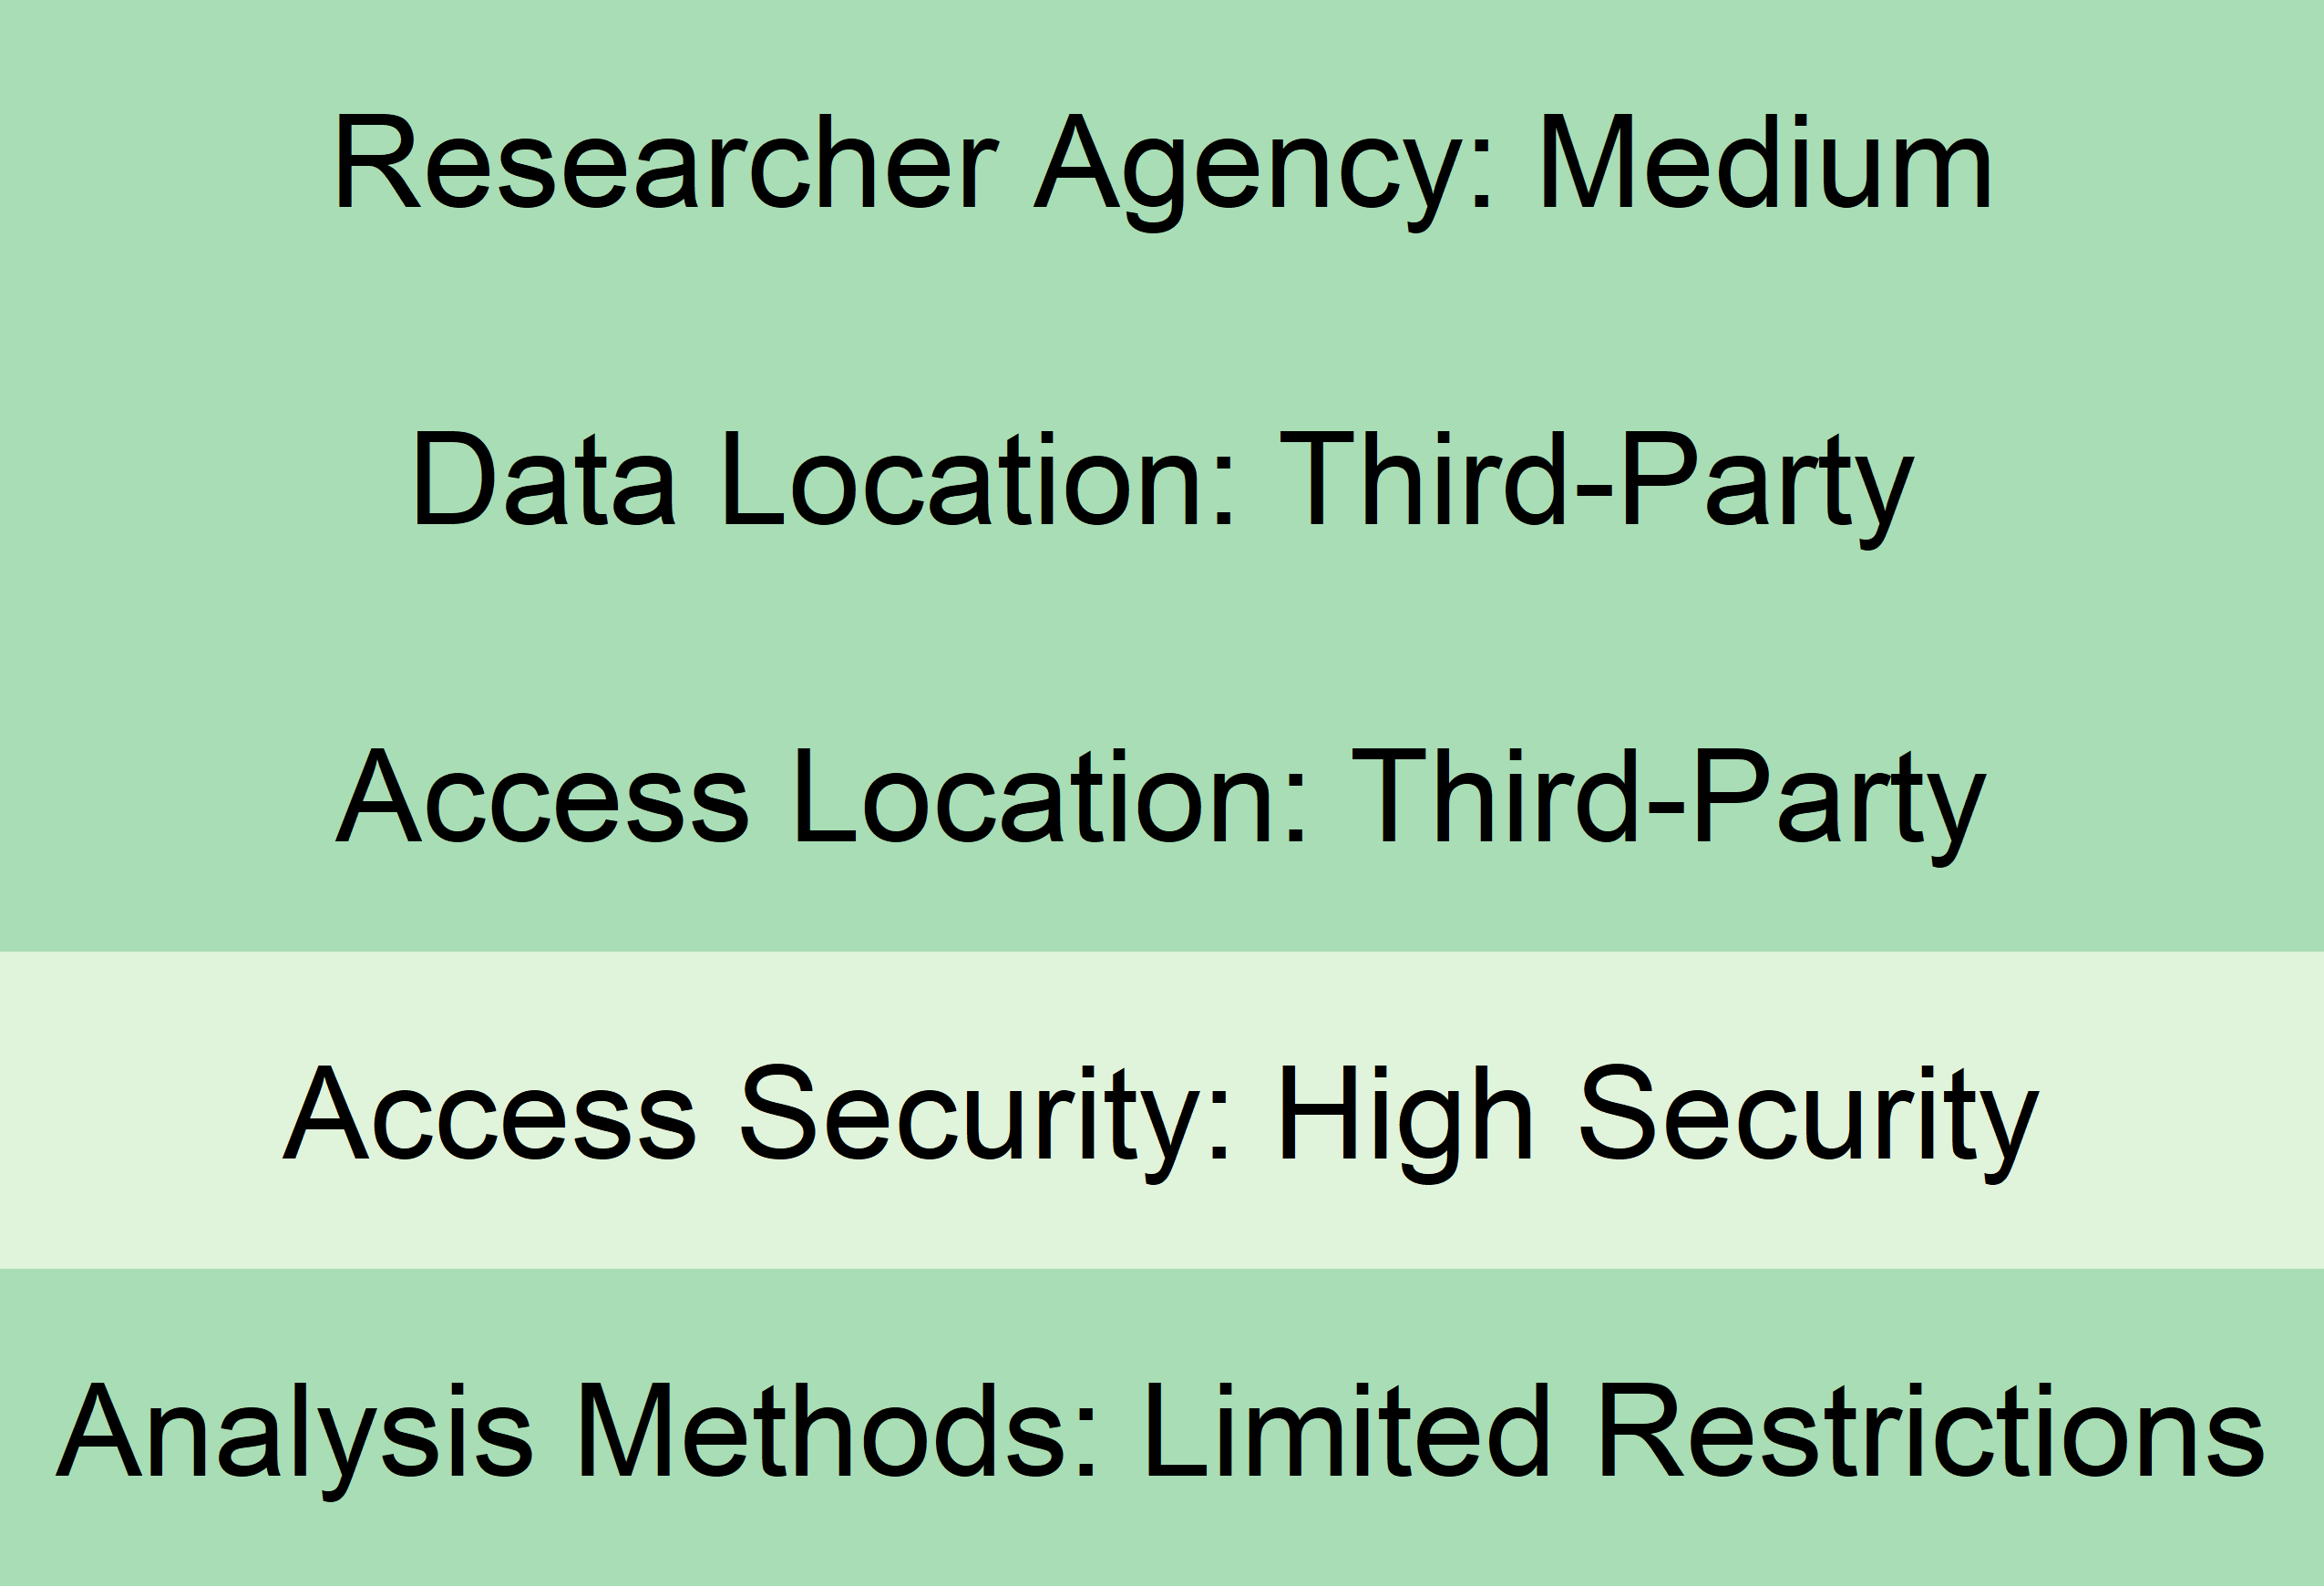 Researcher Agency: Medium
Data Location: Third-Party
Access Location: Third-Party
Access Security: High Security
Analysis Methods: Limited Restrictions